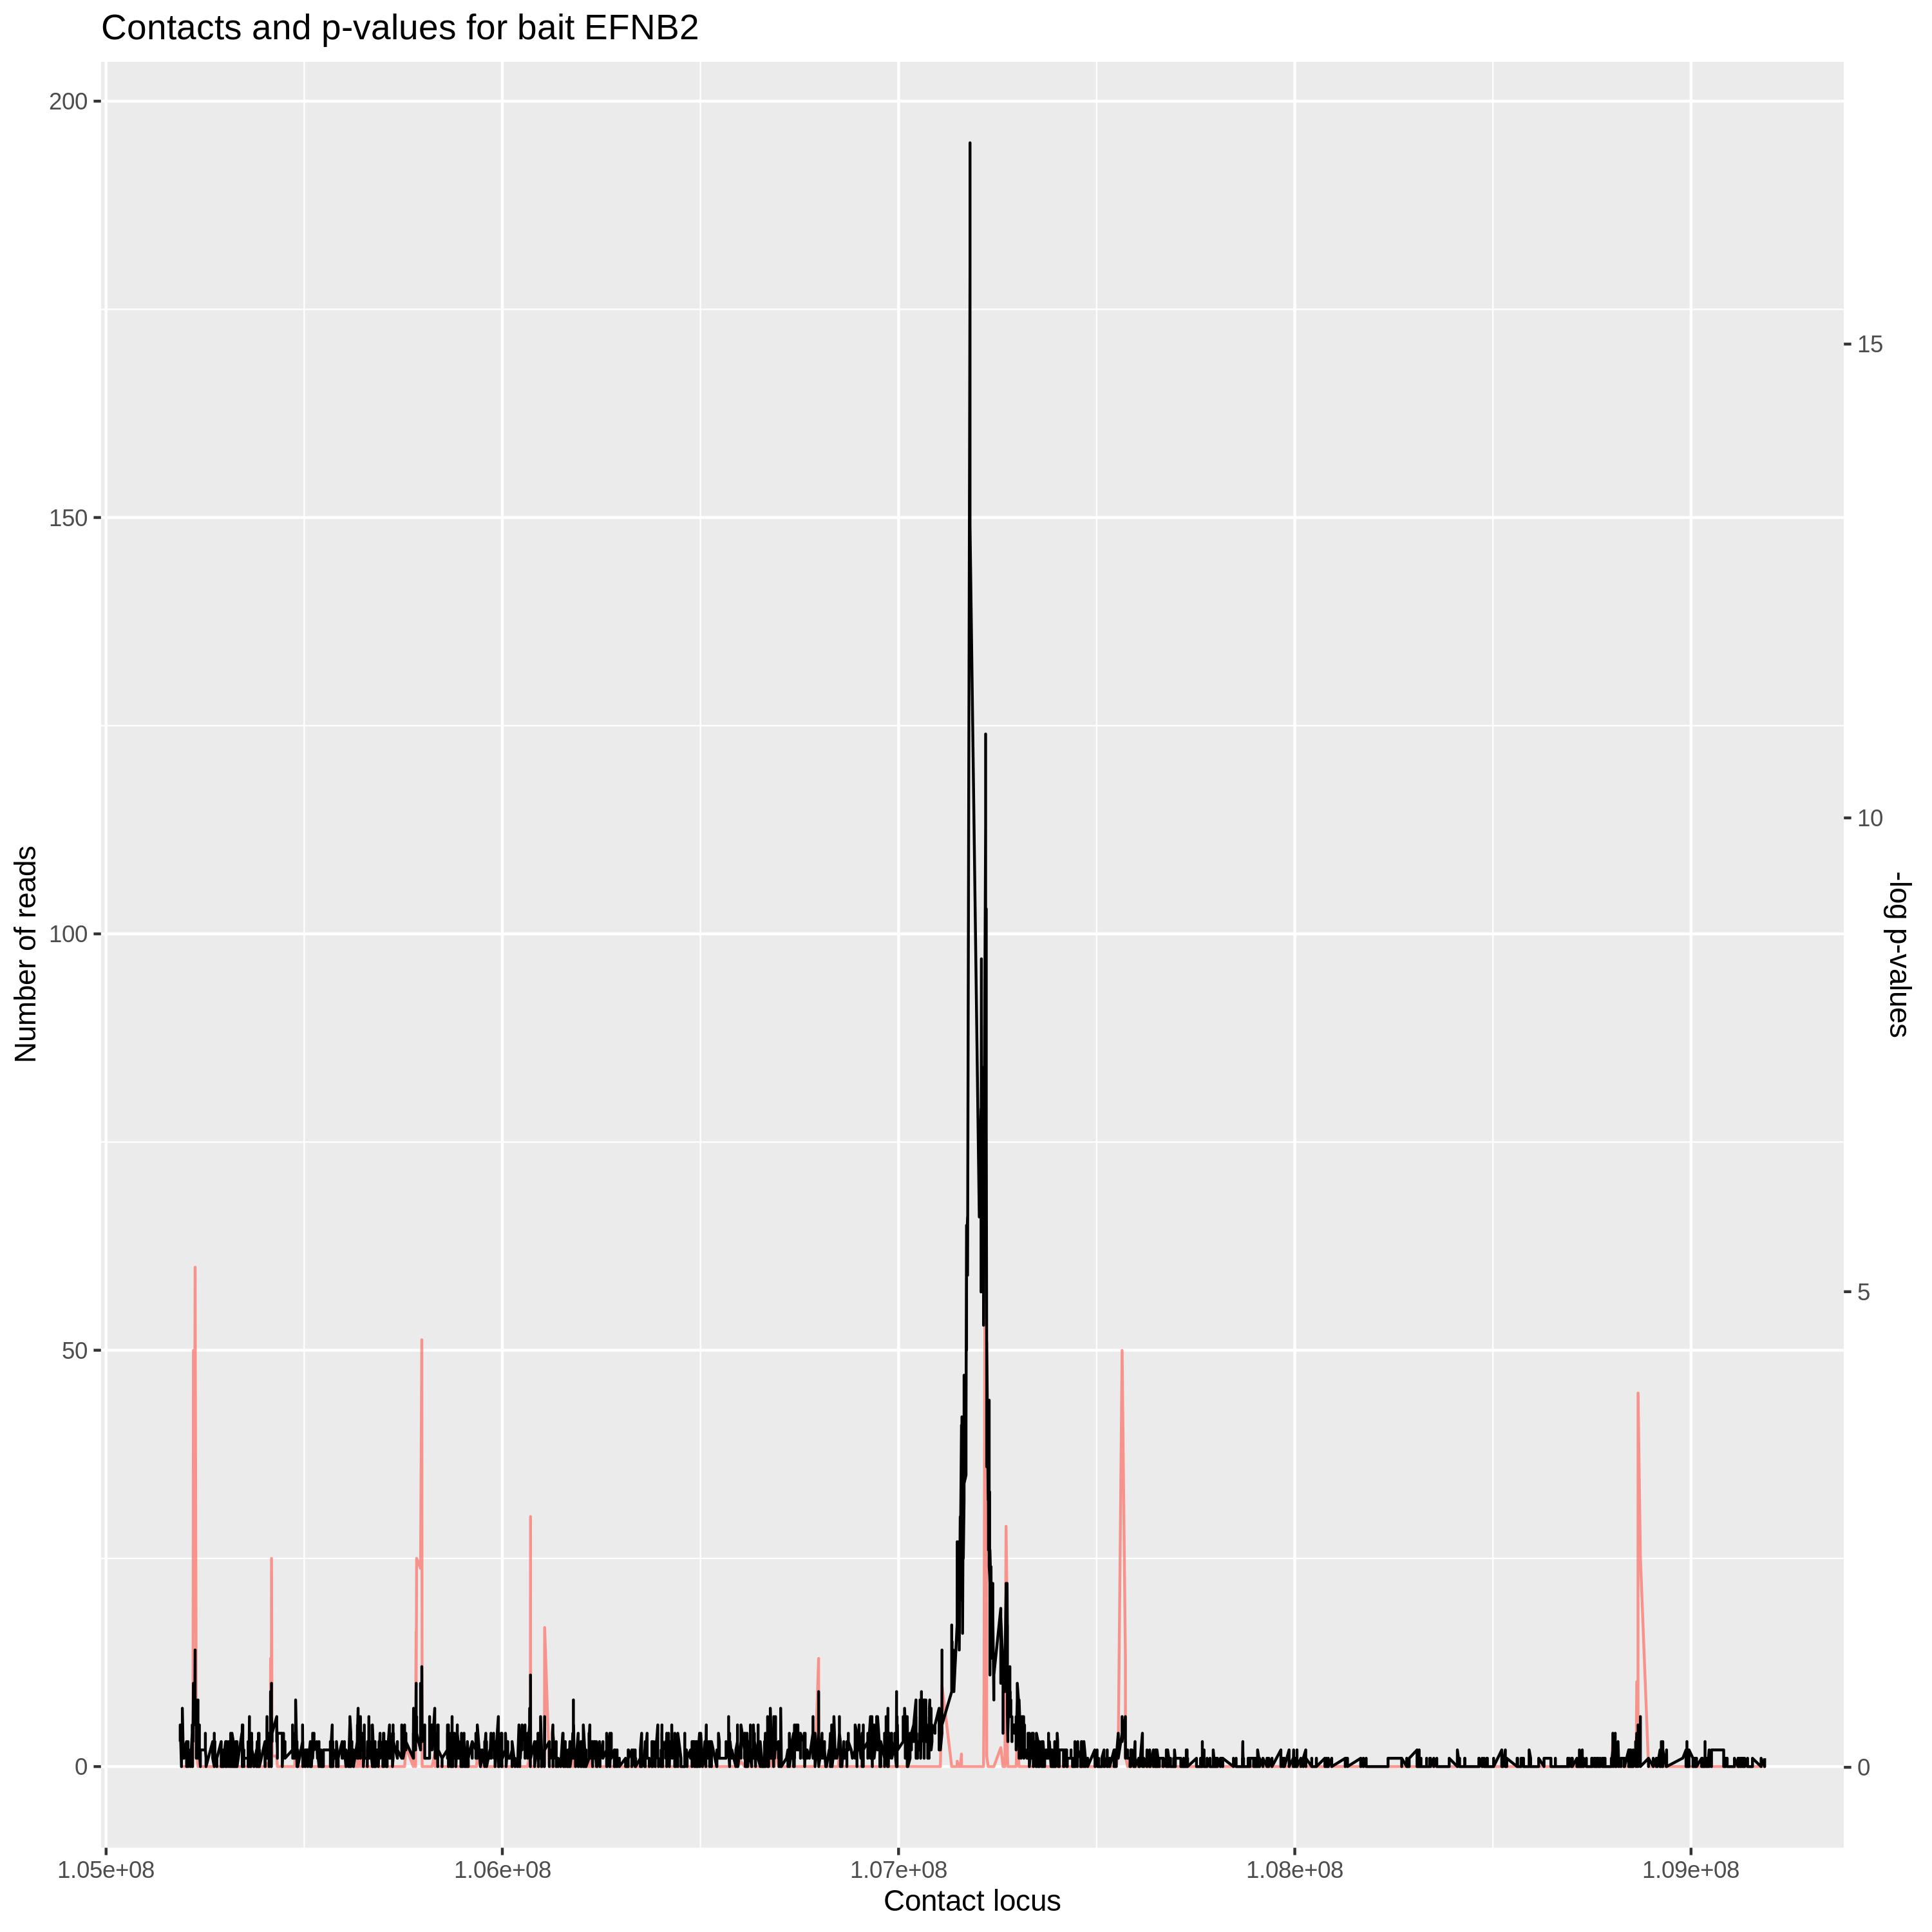 Contacts and p-values for bait EFNB2
200
150
100
50
0
Number of reads
15
10
5
0
-log p-values
1.05e+08
1.06e+08
1.07e+08
1.08e+08
1.09e+08
Contact locus